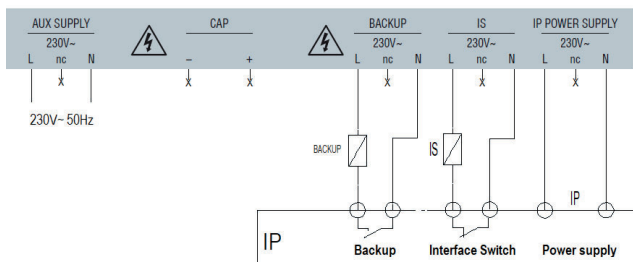 AUX SUPPLY CAP BACKUP IS IP POWER SUPPLY
230V~ 230V~ 230V~ 230V~
L nc N − + L nc N L nc N L nc N
X X X X X X
230V~ 50Hz
BACKUP IS
IP
IP Backup Interface Switch Power supply